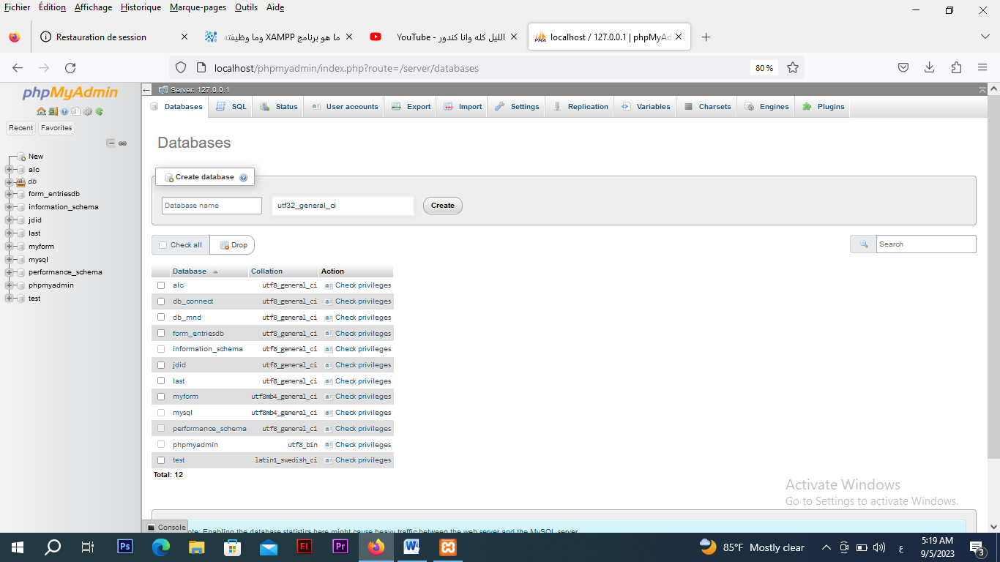 Fichier Édition Affichage Historique Marque-pages Outils Aide
Restauration de session
ما هو برنامج XAMPP وما وظيفته
الليل كله وانا كندور - YouTube
localhost / 127.0.0.1 | phpMyAd
localhost/phpmyadmin/index.php?route=/server/databases
80 %
phpMyAdmin
Recent Favorites
New
alc
db
form_entriesdb
information_schema
jdid
last
myform
mysql
performance_schema
phpmyadmin
test
Server: 127.0.0.1
Databases SQL Status User accounts Export Import Settings Replication Variables Charsets Engines Plugins
Databases
Create database
Database name utf32_general_ci Create
Check all Drop
Search
Database Collation Action
alc utf8_general_ci Check privileges
db_connect utf8_general_ci Check privileges
db_mnd utf8_general_ci Check privileges
form_entriesdb utf8_general_ci Check privileges
information_schema utf8_general_ci Check privileges
jdid utf8_general_ci Check privileges
last utf8_general_ci Check privileges
myform utf8mb4_general_ci Check privileges
mysql utf8mb4_general_ci Check privileges
performance_schema utf8_general_ci Check privileges
phpmyadmin utf8_bin Check privileges
test latin1_swedish_ci Check privileges
Total: 12
Activate Windows
Go to Settings to activate Windows.
Console
ote: Enabling the database statistics here might cause heavy traffic between the web server and the MySQL server.
Ps Fl Pr W
85°F Mostly clear
ع
5:19 AM
9/5/2023
3